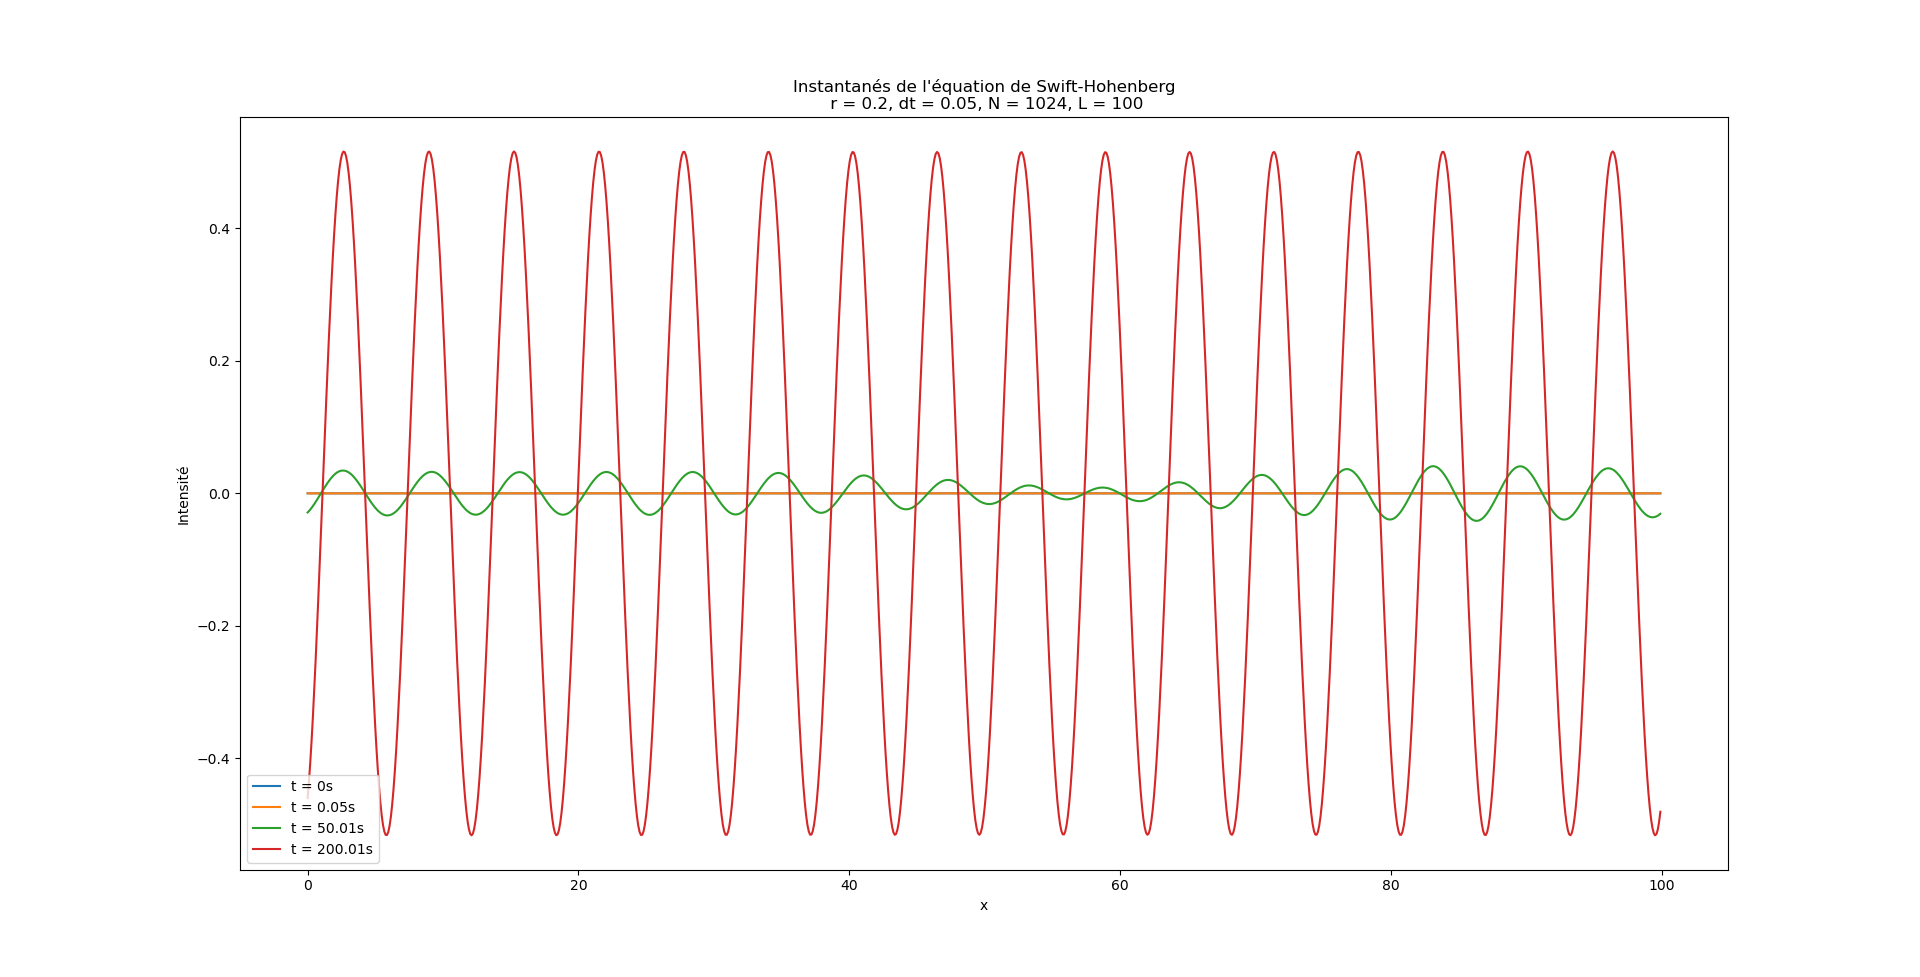 Instantanés de l'équation de Swift-Hohenberg
r = 0.2, dt = 0.05, N = 1024, L = 100
Intensité
0.4
0.2
0.0
−0.2
−0.4
t = 0s
t = 0.05s
t = 50.01s
t = 200.01s
0 20 40 60 80 100
x